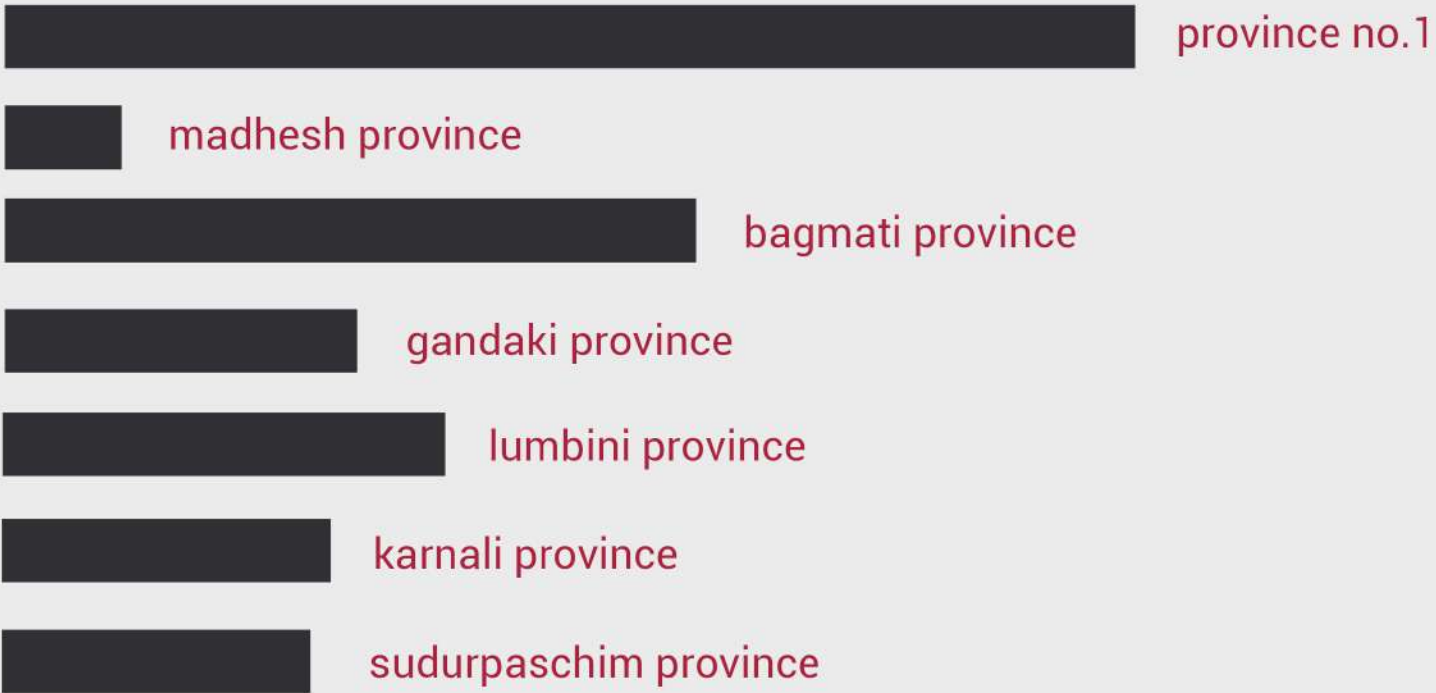 province no.1
madhesh province
bagmati province
gandaki province
lumbini province
karnali province
sudurpaschim province